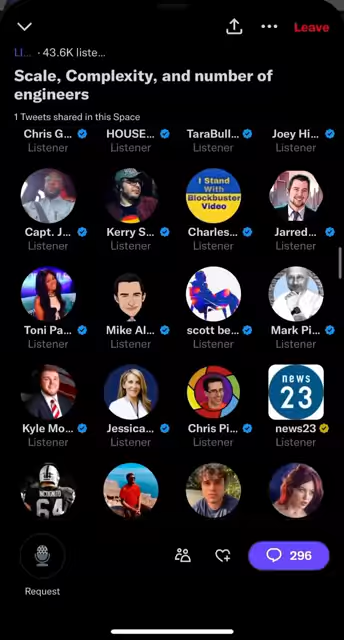 Leave
LI... · 43.6K liste...
Scale, Complexity, and number of
engineers
1 Tweets shared in this Space
Chris G... HOUSE... TaraBull... Joey Hi...
Listener Listener Listener Listener
I Stand
With
Blockbuster
Video
Capt. J... Kerry S... Charles... Jarred...
Listener Listener Listener Listener
Toni Pa... Mike Al... scott be... Mark Pi...
Listener Listener Listener Listener
news
23
Kyle Mo... Jessica... Chris Pi... news23
Listener Listener Listener Listener
INCOGNITO
64
296
Request